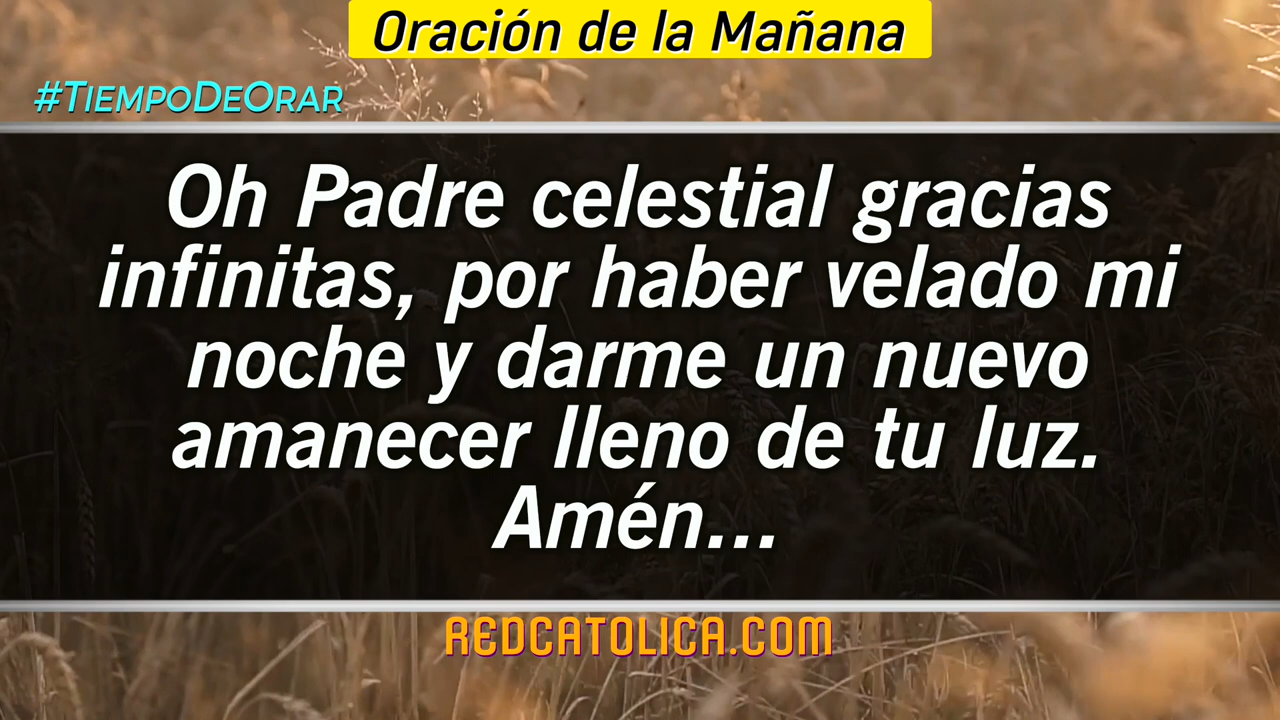 Oración de la Mañana
#TiempoDeOrar
Oh Padre celestial gracias
infinitas, por haber velado mi
noche y darme un nuevo
amanecer lleno de tu luz.
Amén...
REDCATOLICA.COM